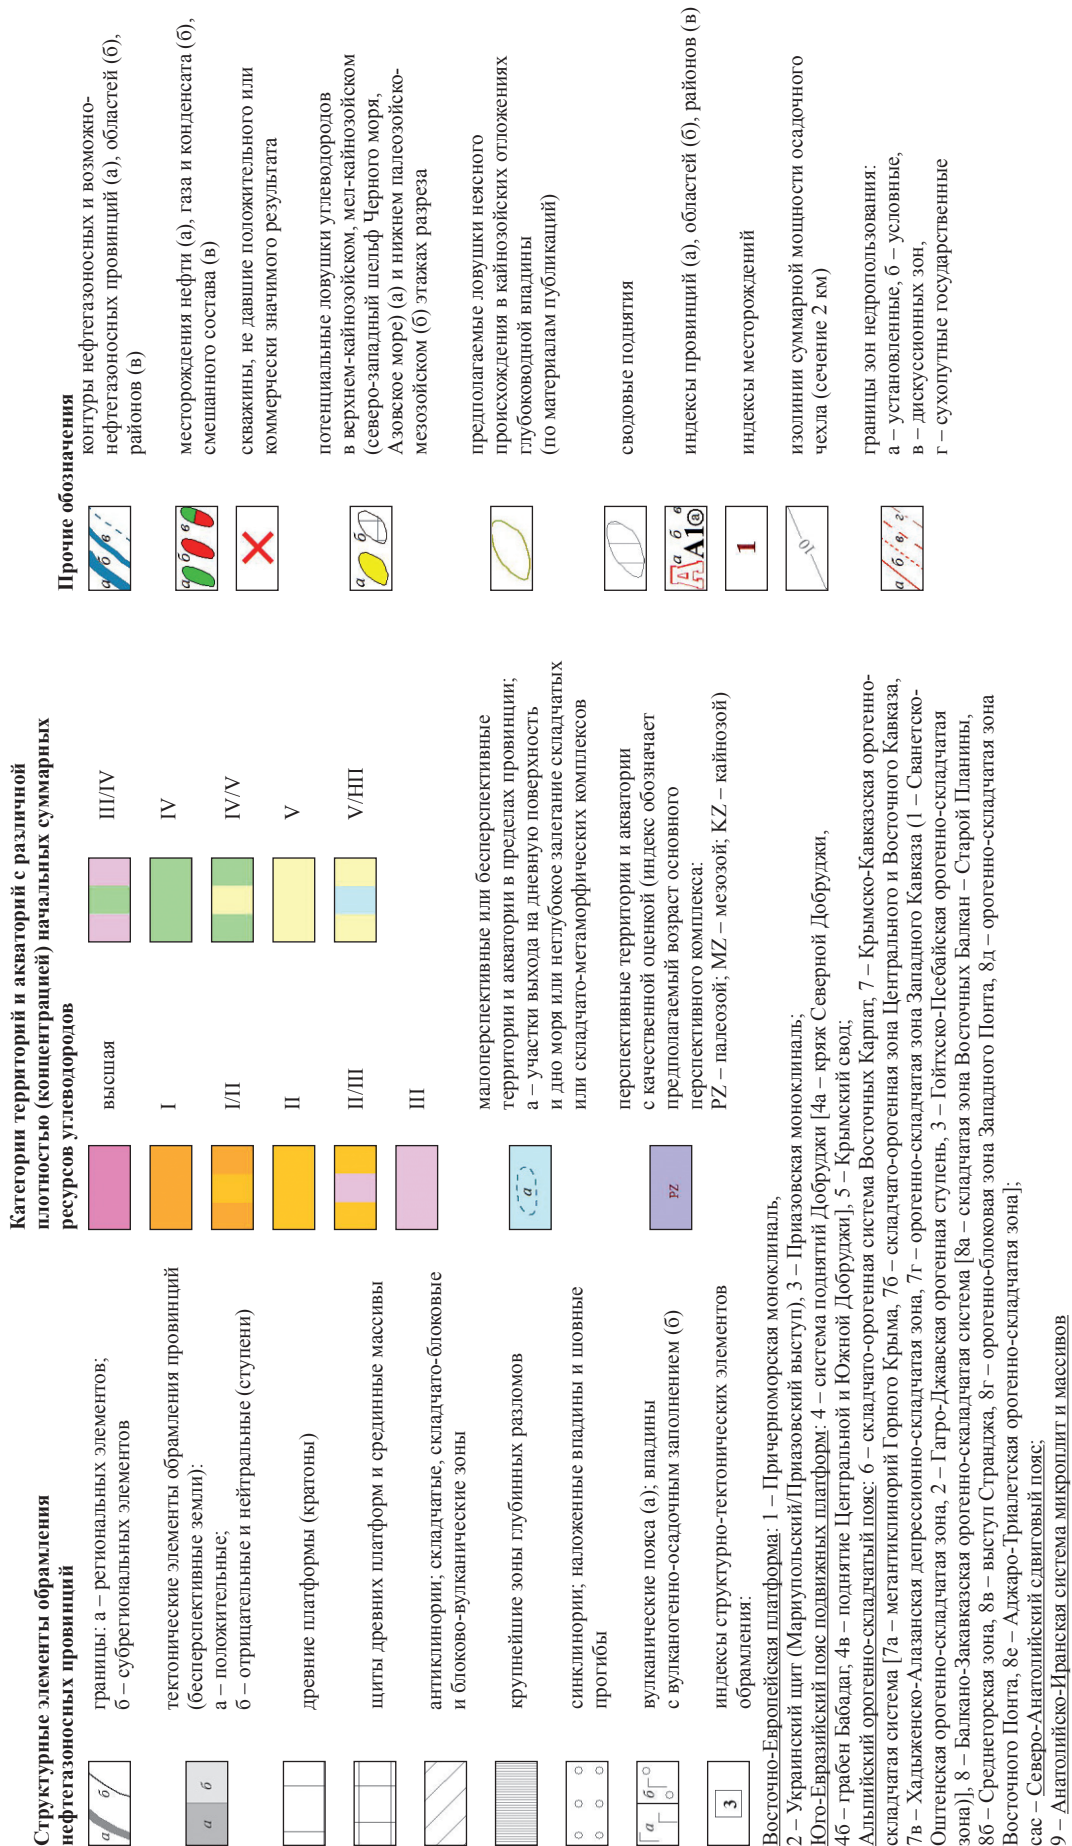 Структурные элементы обрамления
нефтегазоносных провинций
а
б
границы: а – региональных элементов;
б – субрегиональных элементов
а
б
тектонические элементы обрамления провинций
(бесперспективные земли):
а – положительные;
б – отрицательные и нейтральные (ступени)
древние платформы (кратоны)
щиты древних платформ и срединные массивы
антиклинории; складчатые, складчато-блоковые
и блоково-вулканические зоны
крупнейшие зоны глубинных разломов
синклинории; наложенные впадины и шовные
прогибы
а
б
вулканические пояса (а); впадины
с вулканогенно-осадочным заполнением (б)
3
индексы структурно-тектонических элементов
обрамления:
Категории территорий и акваторий с различной
плотностью (концентрацией) начальных суммарных
ресурсов углеводородов
высшая
I
I/II
II
II/III
III
III/IV
IV
IV/V
V
V/НП
а
малоперспективные или бесперспективные
территории и акватории в пределах провинции;
а – участки выхода на дневную поверхность
и дно моря или неглубокое залегание складчатых
или складчато-метаморфических комплексов
PZ
перспективные территории и акватории
с качественной оценкой (индекс обозначает
предполагаемый возраст основного
перспективного комплекса:
PZ – палеозой; MZ – мезозой; KZ – кайнозой)
Прочие обозначения
а б в
контуры нефтегазоносных и возможно-
нефтегазоносных провинций (а), областей (б),
районов (в)
а б в
месторождения нефти (а), газа и конденсата (б),
смешанного состава (в)
скважины, не давшие положительного или
коммерчески значимого результата
а б
потенциальные ловушки углеводородов
в верхнем-кайнозойском, мел-кайнозойском
(северо-западный шельф Черного моря,
Азовское море) (а) и нижнем палеозойско-
мезозойском (б) этажах разреза
предполагаемые ловушки неясного
происхождения в кайнозойских отложениях
глубоководной впадины
(по материалам публикаций)
сводовые поднятия
а б в
А А1 а
индексы провинций (а), областей (б), районов (в)
1
индексы месторождений
10
изолинии суммарной мощности осадочного
чехла (сечение 2 км)
а б в г
границы зон недропользования:
а – установленные, б – условные,
в – дискуссионных зон,
г – сухопутные государственные
Восточно-Европейская платформа: 1 – Причерноморская моноклиналь,
2 – Украинский щит (Мариупольский/Приазовский выступ), 3 – Приазовская моноклиналь;
Юго-Евразийский пояс подвижных платформ: 4 – система поднятий Добруджи [4а – кряж Северной Добруджи,
4б – грабен Бабадаг, 4в – поднятие Центральной и Южной Добруджи], 5 – Крымский свод;
Альпийский орогенно-складчатый пояс: 6 – складчато-орогенная система Восточных Карпат, 7 – Крымско-Кавказская орогенно-
складчатая система [7а – мегантиклинорий Горного Крыма, 7б – складчато-орогенная зона Центрального и Восточного Кавказа,
7в – Хадыженско-Алазанская депрессионно-складчатая зона, 7г – орогенно-складчатая зона Западного Кавказа (1 – Сванетско-
Оштенская орогенно-складчатая зона, 2 – Гагро-Джавская орогенная ступень, 3 – Гойтхско-Псебайская орогенно-складчатая
зона)], 8 – Балкано-Закавказская орогенно-скаладчатая система [8а – складчатая зона Восточных Балкан – Старой Планины,
8б – Среднегорская зона, 8в – выступ Странджа, 8г – орогенно-блоковая зона Западного Понта, 8д – орогенно-складчатая зона
Восточного Понта, 8е – Аджаро-Триалетская орогенно-складчатая зона];
сас – Северо-Анатолийский сдвиговый пояс;
9 – Анатолийско-Иранская система микроплит и массивов